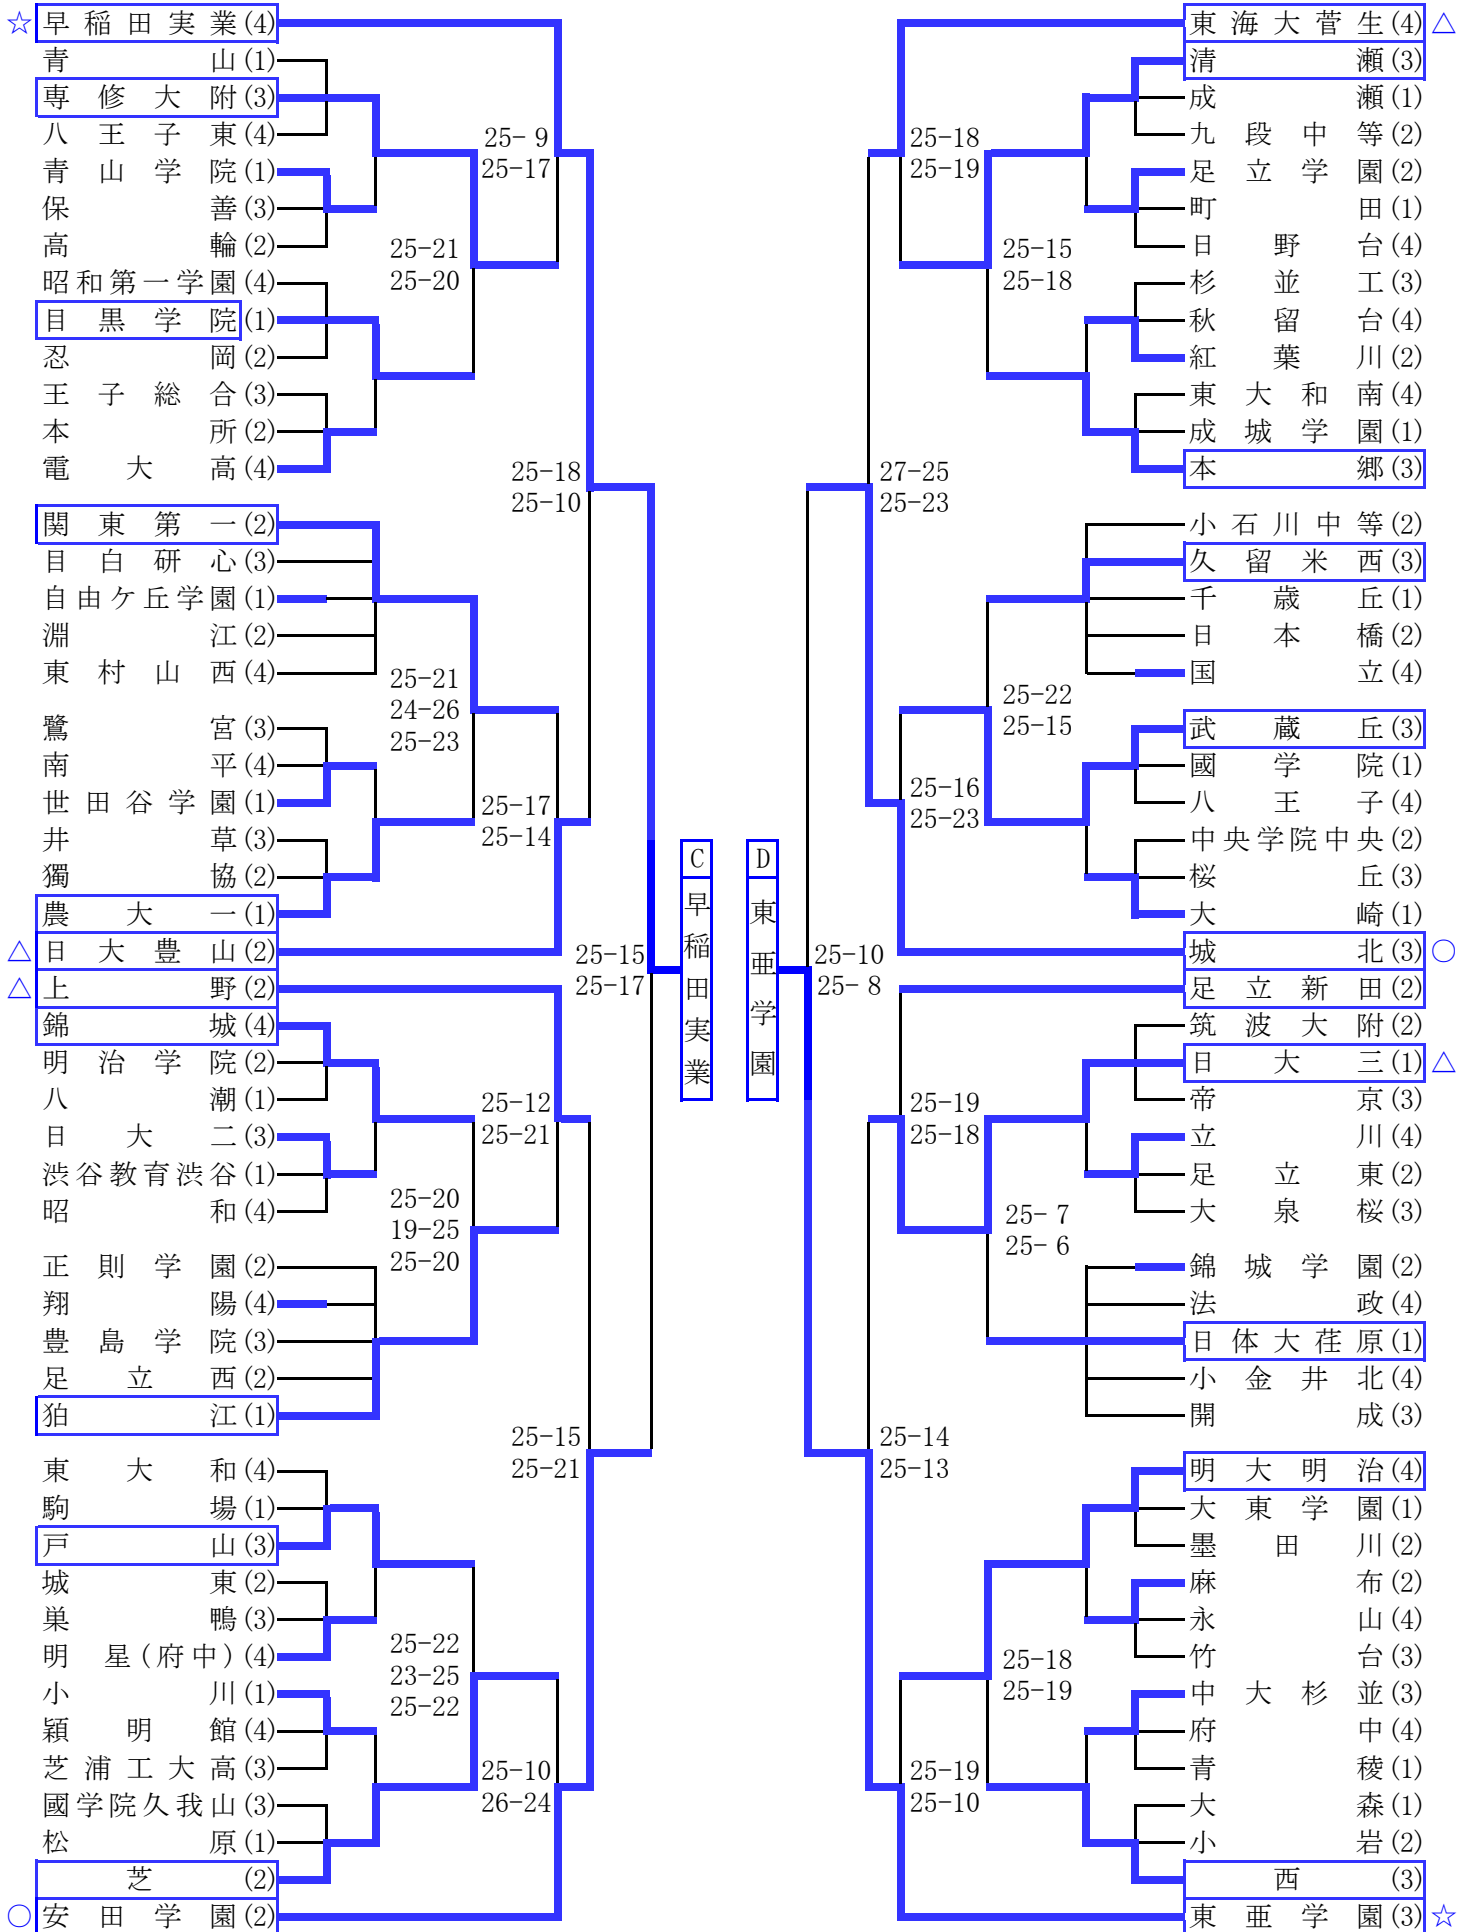 ☆早稲田実業(4)
青山(1)
専修大附(3)
八王子東(4)
青山学院(1)
保善(3)
高輪(2)
昭和第一学園(4)
目黒学院(1)
忍岡(2)
王子総合(3)
本所(2)
電大高(4)
関東第一(2)
目白研心(3)
自由ケ丘学園(1)
淵江(2)
東村山西(4)
鷺宮(3)
南平(4)
世田谷学園(1)
井草(3)
獨協(2)
農大一(1)
△日大豊山(2)
△上野(2)
錦城(4)
明治学院(2)
八潮(1)
日大二(3)
渋谷教育渋谷(1)
昭和(4)
正則学園(2)
翔陽(4)
豊島学院(3)
足立西(2)
狛江(1)
東大和(4)
駒場(1)
戸山(3)
城東(2)
巣鴨(3)
明星(府中)(4)
小川(1)
穎明館(4)
芝浦工大高(3)
國学院久我山(3)
松原(1)
芝(2)
○安田学園(2)
25-21
25-20
25-21
24-26
25-23
25-20
19-25
25-20
25-22
23-25
25-22
25-9
25-17
25-17
25-14
25-12
25-21
25-10
26-24
25-18
25-10
25-15
25-21
25-15
25-17
C
早稲田実業
D
東亜学園
25-10
25-8
27-25
25-23
25-14
25-13
25-18
25-19
25-16
25-23
25-19
25-18
25-19
25-10
25-15
25-18
25-22
25-15
25-7
25-6
25-18
25-19
東海大菅生(4)△
清瀬(3)
成瀬(1)
九段中等(2)
足立学園(2)
町田(1)
日野台(4)
杉並工(3)
秋留台(4)
紅葉川(2)
東大和南(4)
成城学園(1)
本郷(3)
小石川中等(2)
久留米西(3)
千歳丘(1)
日本橋(2)
国立(4)
武蔵丘(3)
國学院(1)
八王子(4)
中央学院中央(2)
桜丘(3)
大崎(1)
城北(3)○
足立新田(2)
筑波大附(2)
日大三(1)△
帝京(3)
立川(4)
足立東(2)
大泉桜(3)
錦城学園(2)
法政(4)
日体大荏原(1)
小金井北(4)
開成(3)
明大明治(4)
大東学園(1)
墨田川(2)
麻布(2)
永山(4)
竹台(3)
中大杉並(3)
府中(4)
青稜(1)
大森(1)
小岩(2)
西(3)
東亜学園(3)☆